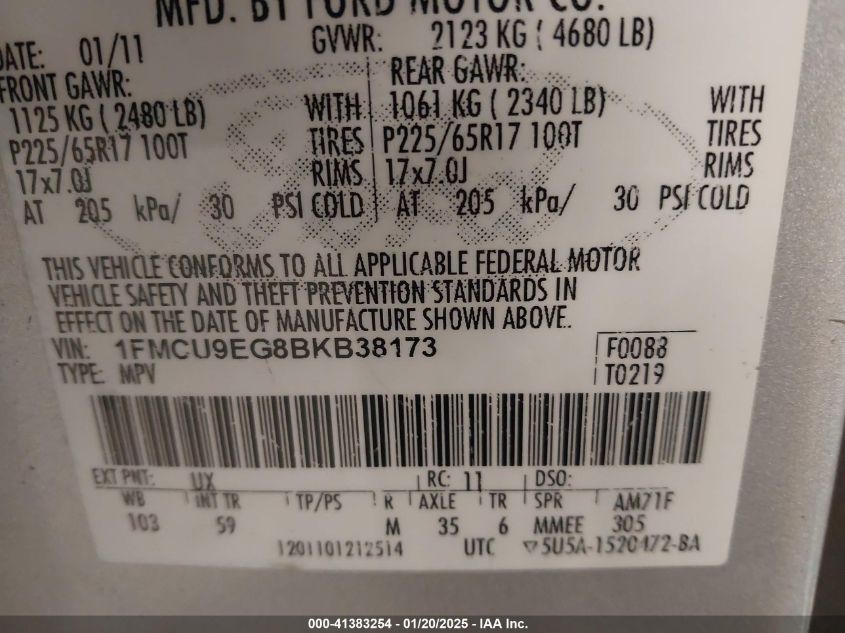 MFD. BY FORD MOTOR CO.
DATE: 01/11 GVWR: 2123 KG ( 4680 LB)
FRONT GAWR: REAR GAWR:
1125 KG ( 2480 LB) WITH 1061 KG ( 2340 LB) WITH
P225/65R17 100T TIRES P225/65R17 100T TIRES
17x7.0J RIMS 17x7.0J RIMS
AT 205 kPa/ 30 PSI COLD AT 205 kPa/ 30 PSI COLD
THIS VEHICLE CONFORMS TO ALL APPLICABLE FEDERAL MOTOR
VEHICLE SAFETY AND THEFT PREVENTION STANDARDS IN
EFFECT ON THE DATE OF MANUFACTURE SHOWN ABOVE.
VIN: 1FMCU9EG8BKB38173 F0088
TYPE: MPV T0219
EXT PNT: UX RC: 11 DSO:
WB INT TR TP/PS R AXLE TR SPR AM71F
103 59 M 35 6 MMEE 305
1201101212514 UTC ▽5U5A-1520472-BA
000-41383254 - 01/20/2025 - IAA Inc.